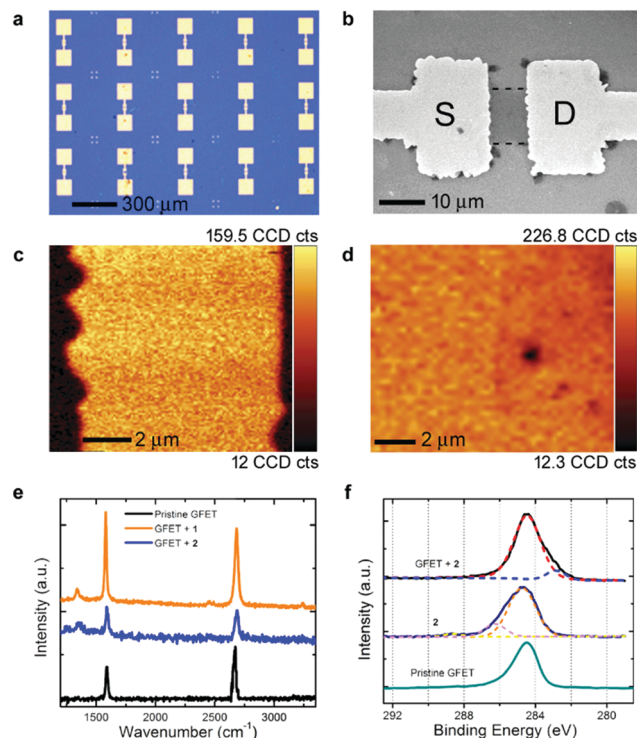 a
300 μm
b
S
D
10 μm
159.5 CCD cts
c
2 μm
12 CCD cts
226.8 CCD cts
d
2 μm
12.3 CCD cts
e
Intensity (a.u.)
Pristine GFET
GFET + 1
GFET + 2
1500 2000 2500 3000
Wavenumber (cm⁻¹)
f
Intensity (a.u.)
GFET + 2
2
Pristine GFET
292 288 284 280
Binding Energy (eV)